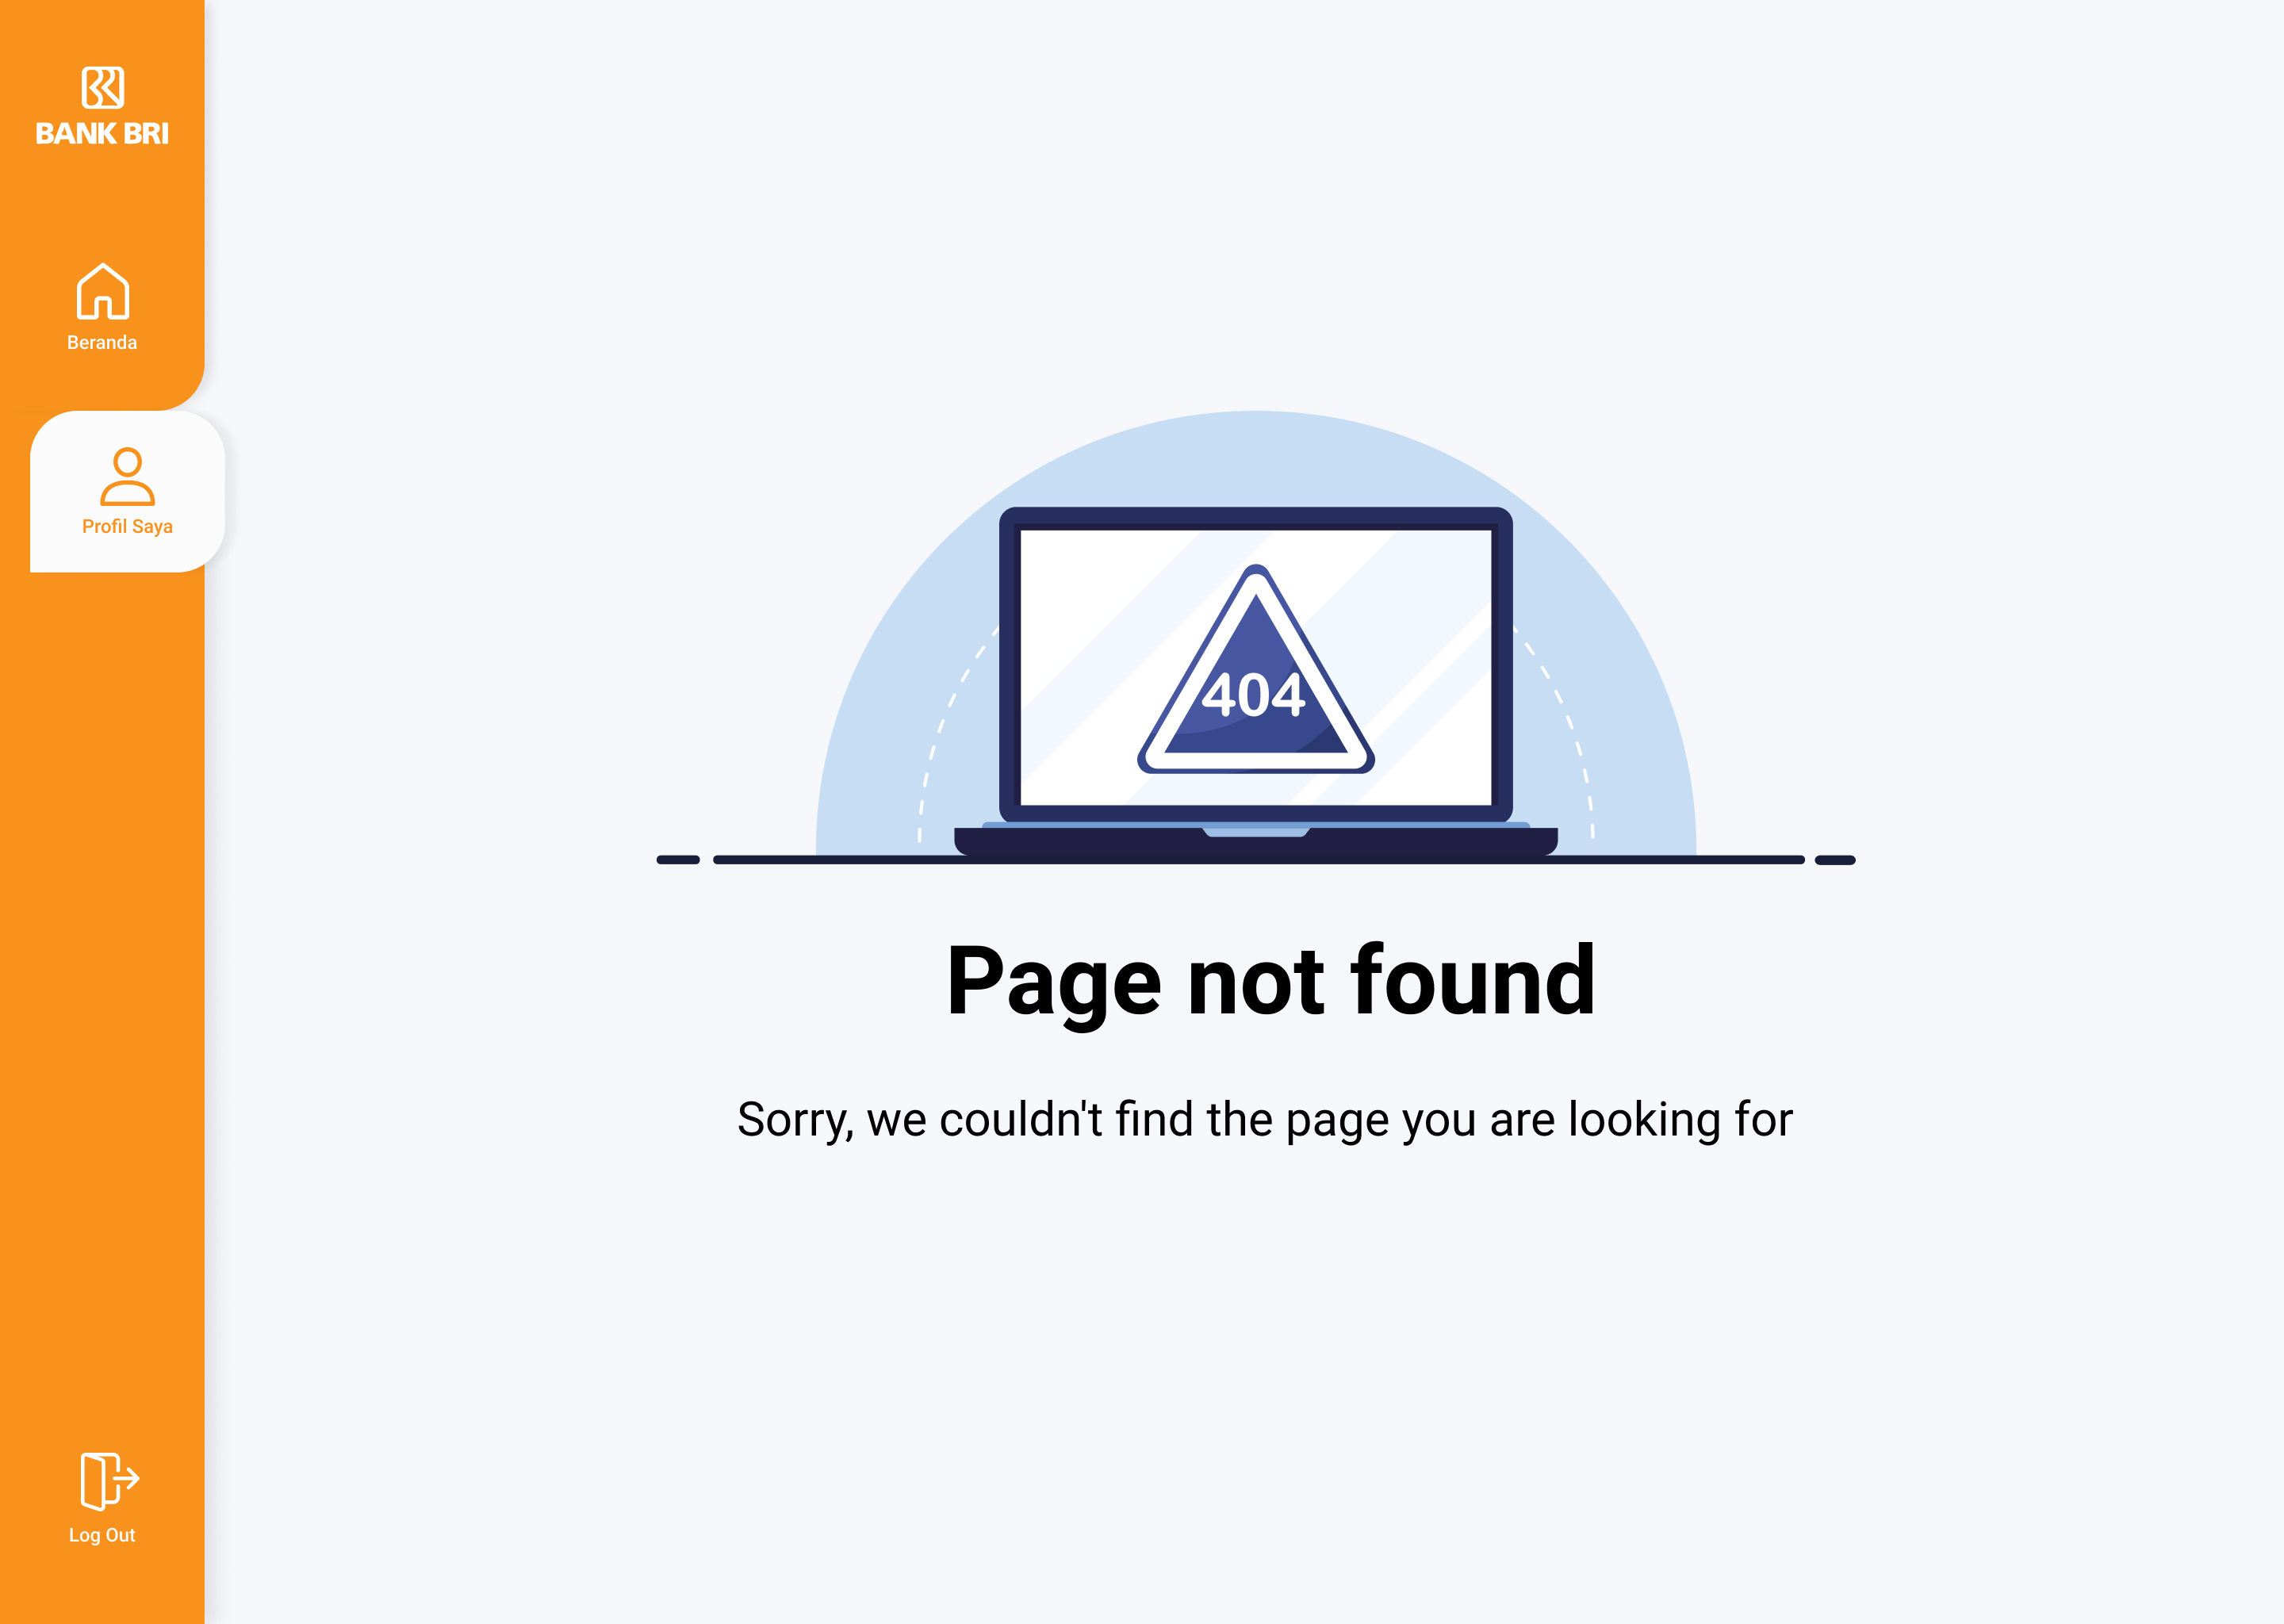 BANK BRI
Beranda
Profil Saya
Log Out
404
Page not found
Sorry, we couldn't find the page you are looking for